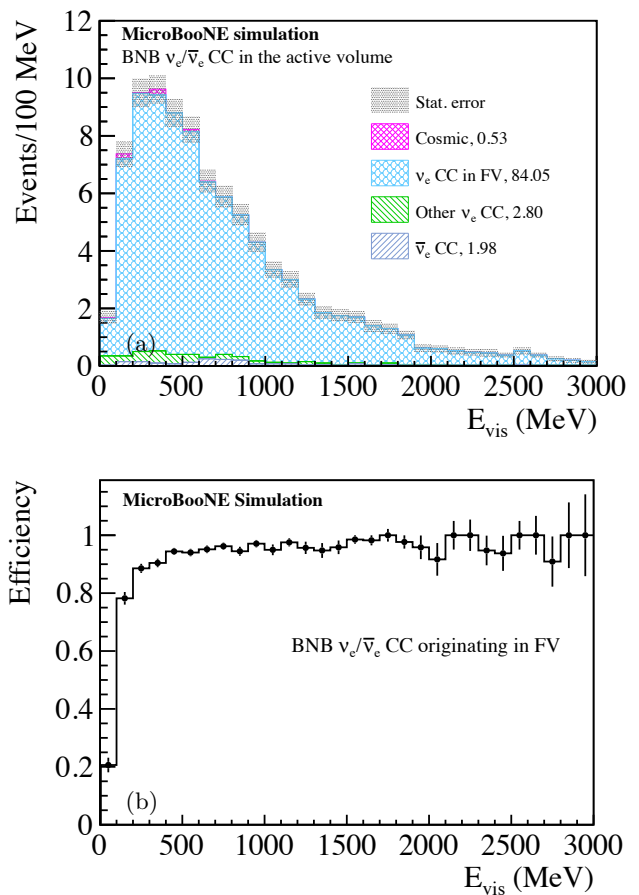 MicroBooNE simulation
BNB νe/ν̅e CC in the active volume
Stat. error
Cosmic, 0.53
νe CC in FV, 84.05
Other νe CC, 2.80
ν̅e CC, 1.98
Events/100 MeV
12
10
8
6
4
2
0
(a)
0 500 1000 1500 2000 2500 3000
Evis (MeV)
MicroBooNE Simulation
Efficiency
1
0.8
0.6
0.4
0.2
0
BNB νe/ν̅e CC originating in FV
(b)
0 500 1000 1500 2000 2500 3000
Evis (MeV)